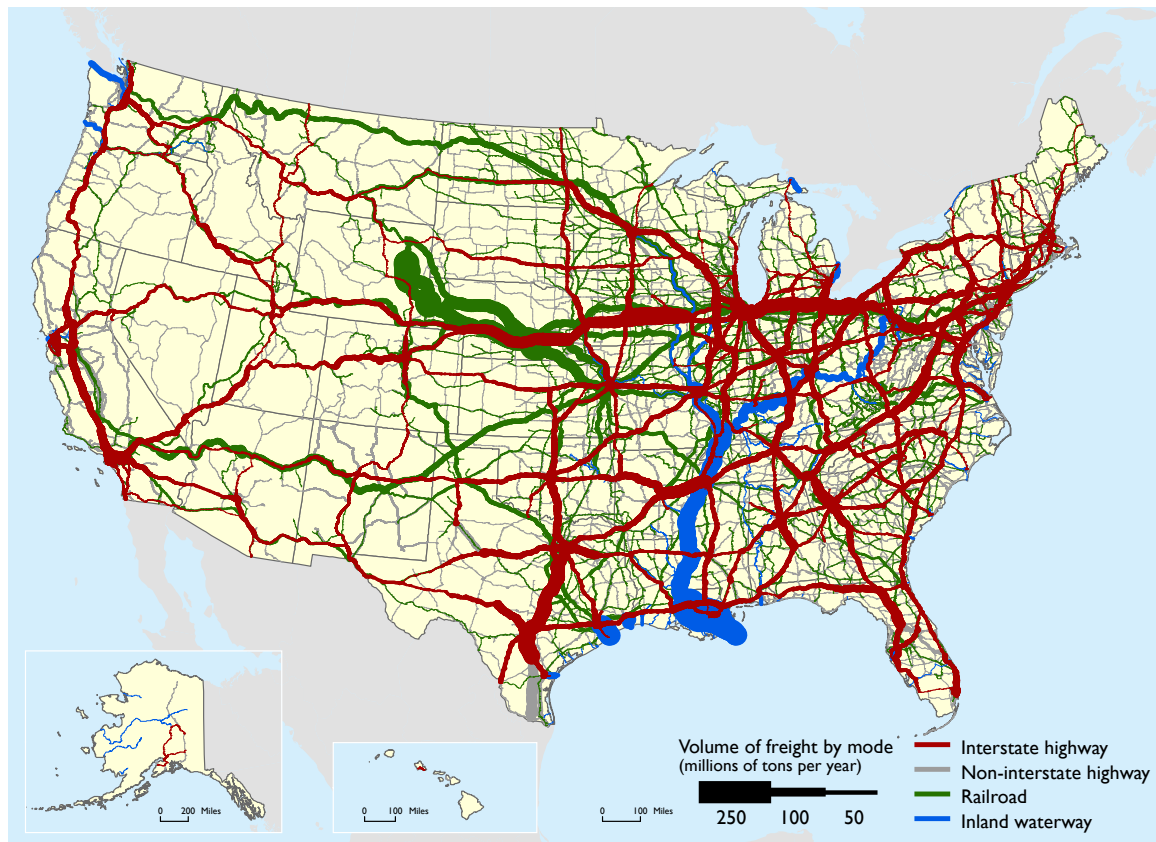 Volume of freight by mode
(millions of tons per year)
250 100 50
Interstate highway
Non-interstate highway
Railroad
Inland waterway
0 200 Miles
0 100 Miles
0 100 Miles